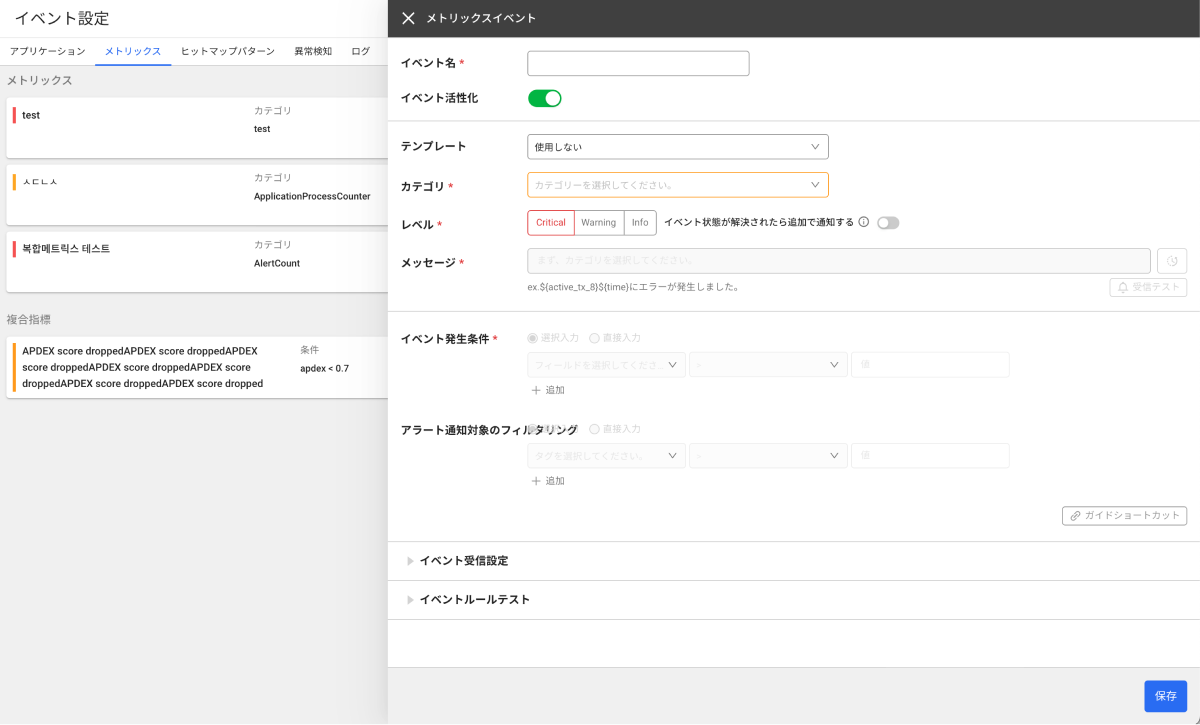 イベント設定
アプリケーション メトリックス ヒットマップパターン 異常検知 ログ
メトリックス
test
カテゴリ
test
ㅅㄷㄴㅅ
カテゴリ
ApplicationProcessCounter
복합메트릭스 테스트
カテゴリ
AlertCount
複合指標
APDEX score droppedAPDEX score droppedAPDEX
score droppedAPDEX score droppedAPDEX score
droppedAPDEX score droppedAPDEX score dropped
条件
apdex < 0.7
メトリックスイベント
イベント名 *
イベント活性化
テンプレート
使用しない
カテゴリ *
カテゴリーを選択してください。
レベル *
Critical Warning Info イベント状態が解決されたら追加で通知する
メッセージ *
まず、カテゴリを選択してください。
ex.${active_tx_8}${time}にエラーが発生しました。
受信テスト
イベント発生条件 *
選択入力 直接入力
フィールドを選択してくださ... > 値
+ 追加
アラート通知対象のフィルタリング
直接入力
タグを選択してください。 > 値
+ 追加
ガイドショートカット
イベント受信設定
イベントルールテスト
保存